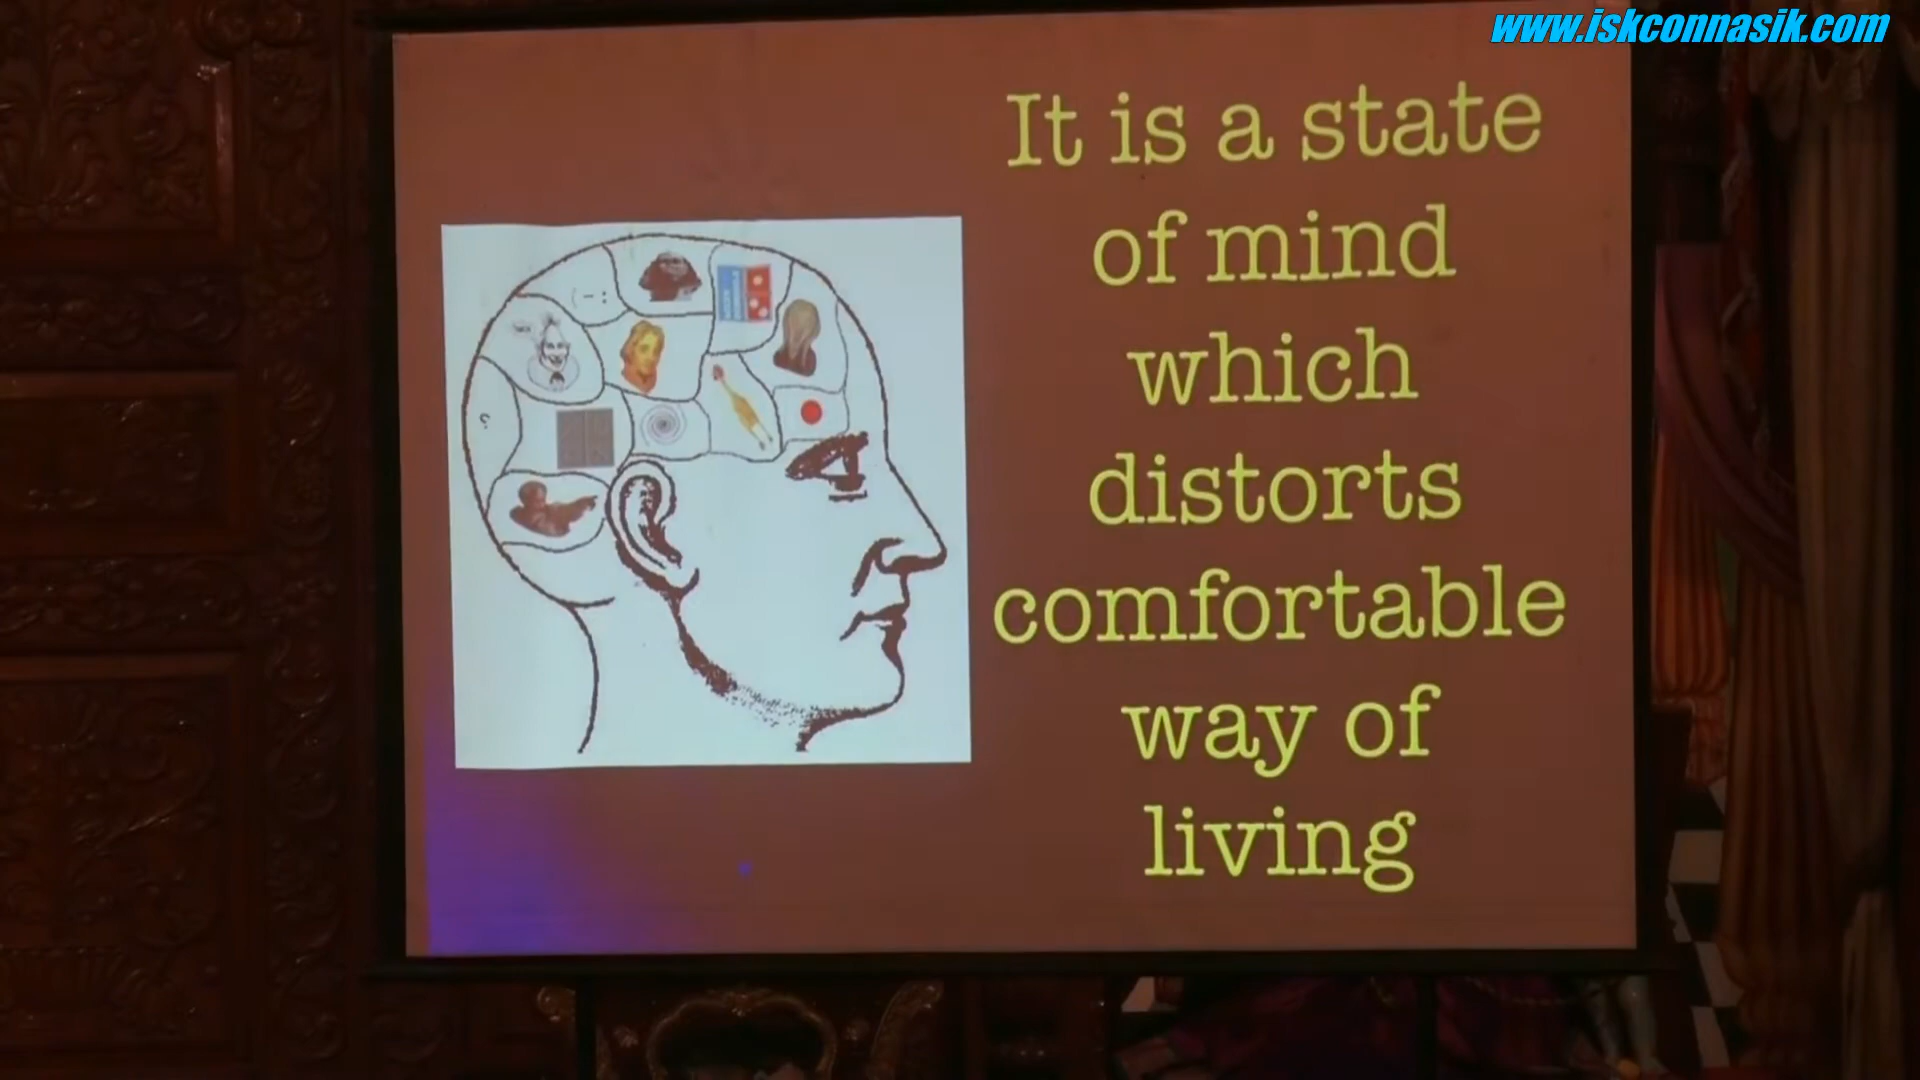 www.iskconnasik.com
It is a state
of mind
which
distorts
comfortable
way of
living